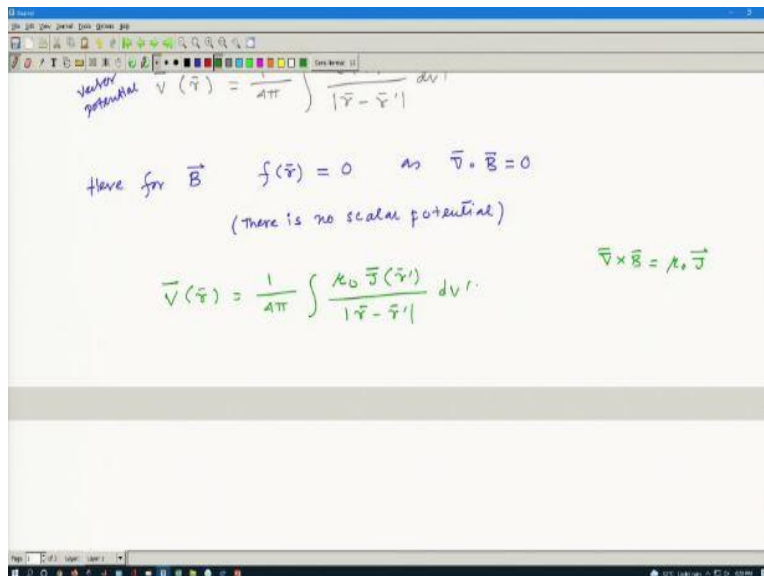 vector potential V̄ (r̄) = 1/4π ∫ / |r̄ - r̄'| dv'
Here for B⃗ f(r̄) = 0 as ∇̄ . B̄ = 0
(There is no scalar potential)
∇̄ × B̄ = μ₀ J⃗
V̄(r̄) = 1/4π ∫ μ₀ J̄(r̄') / |r̄ - r̄'| dv'.